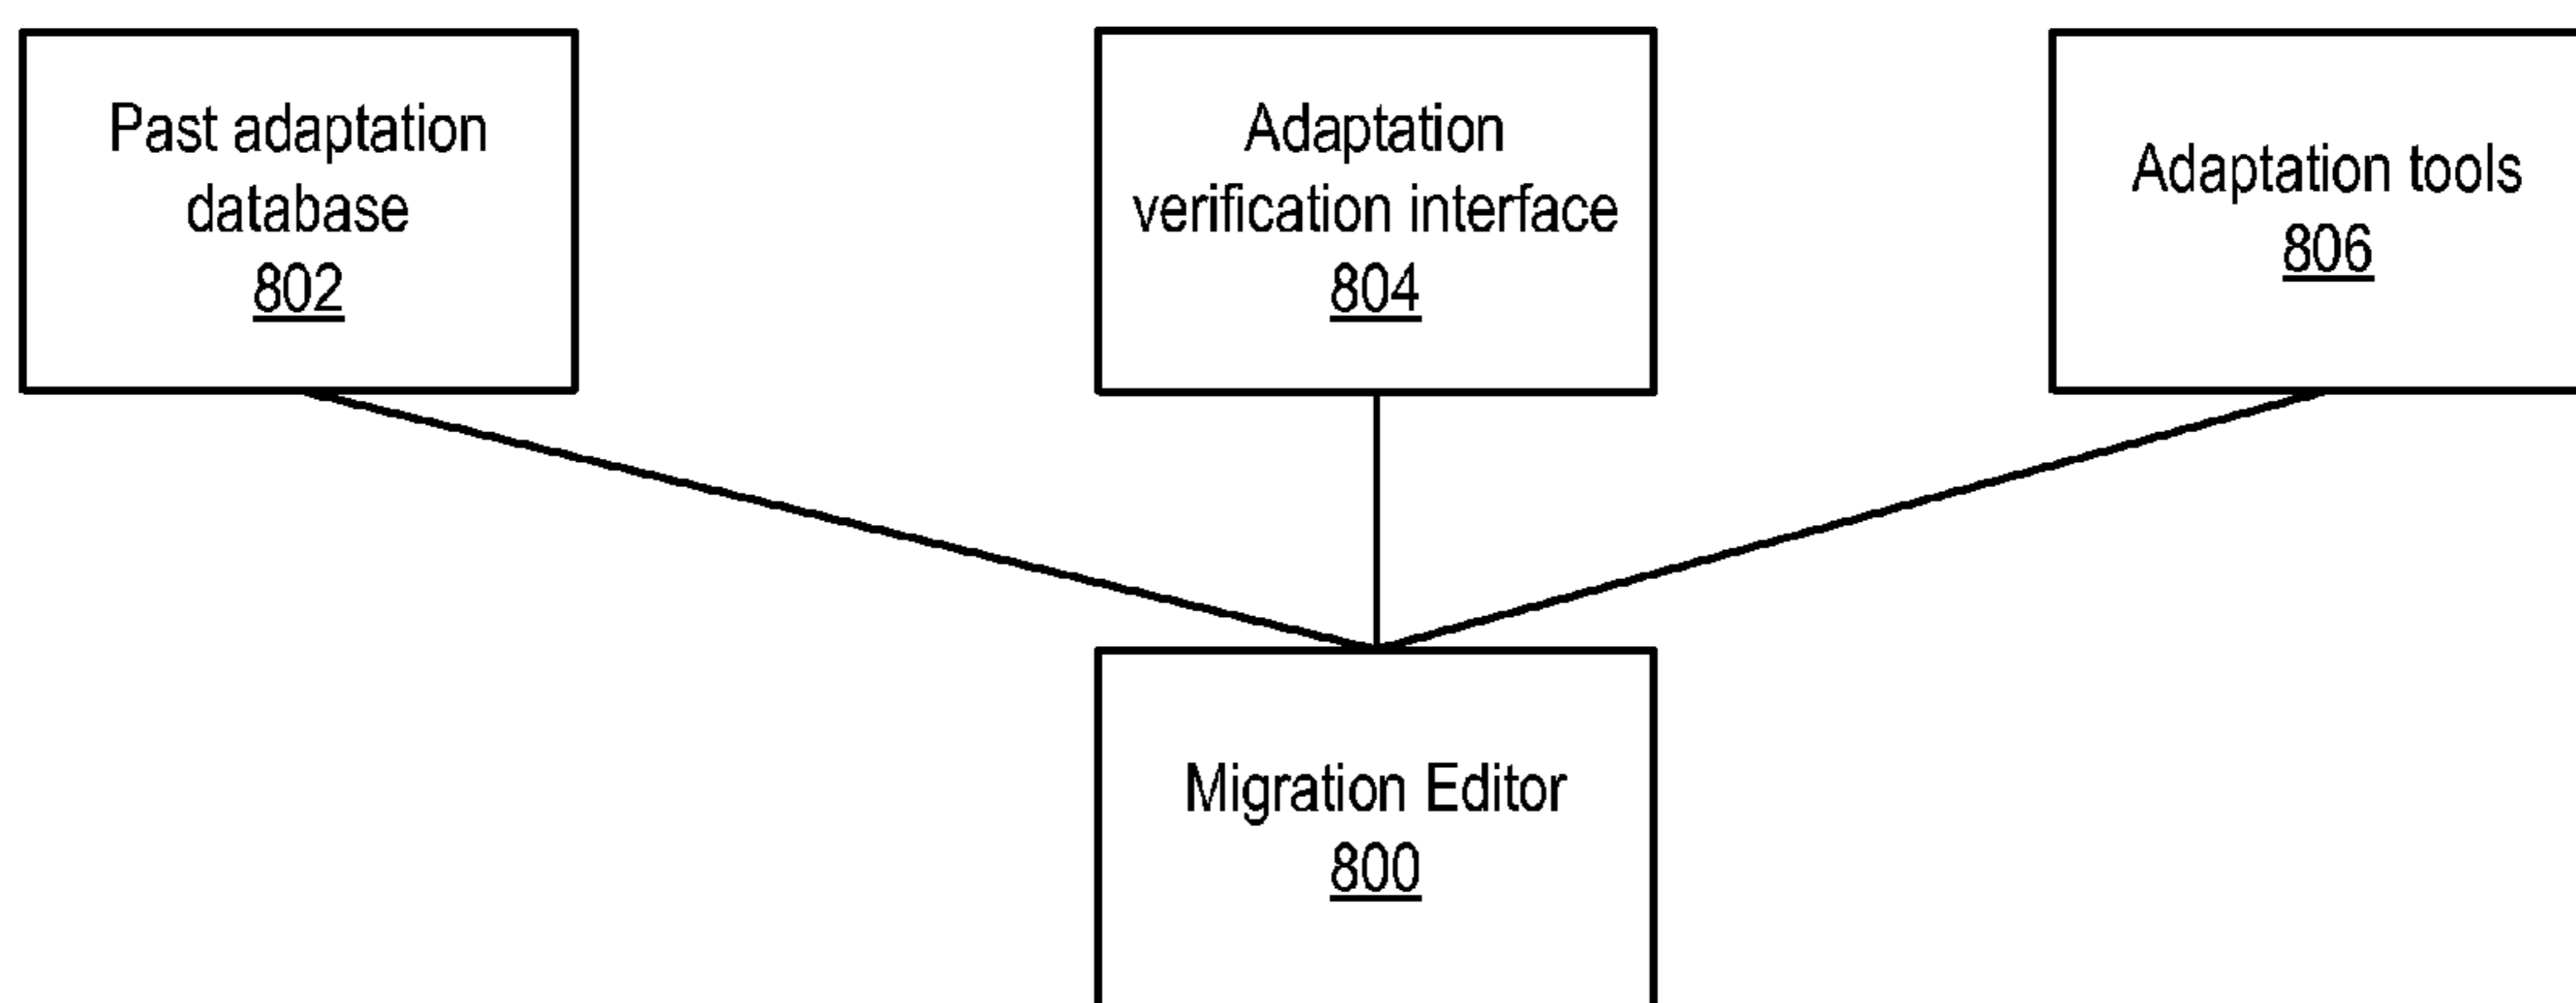 Past adaptation
database
802
Adaptation
verification interface
804
Adaptation tools
806
Migration Editor
800